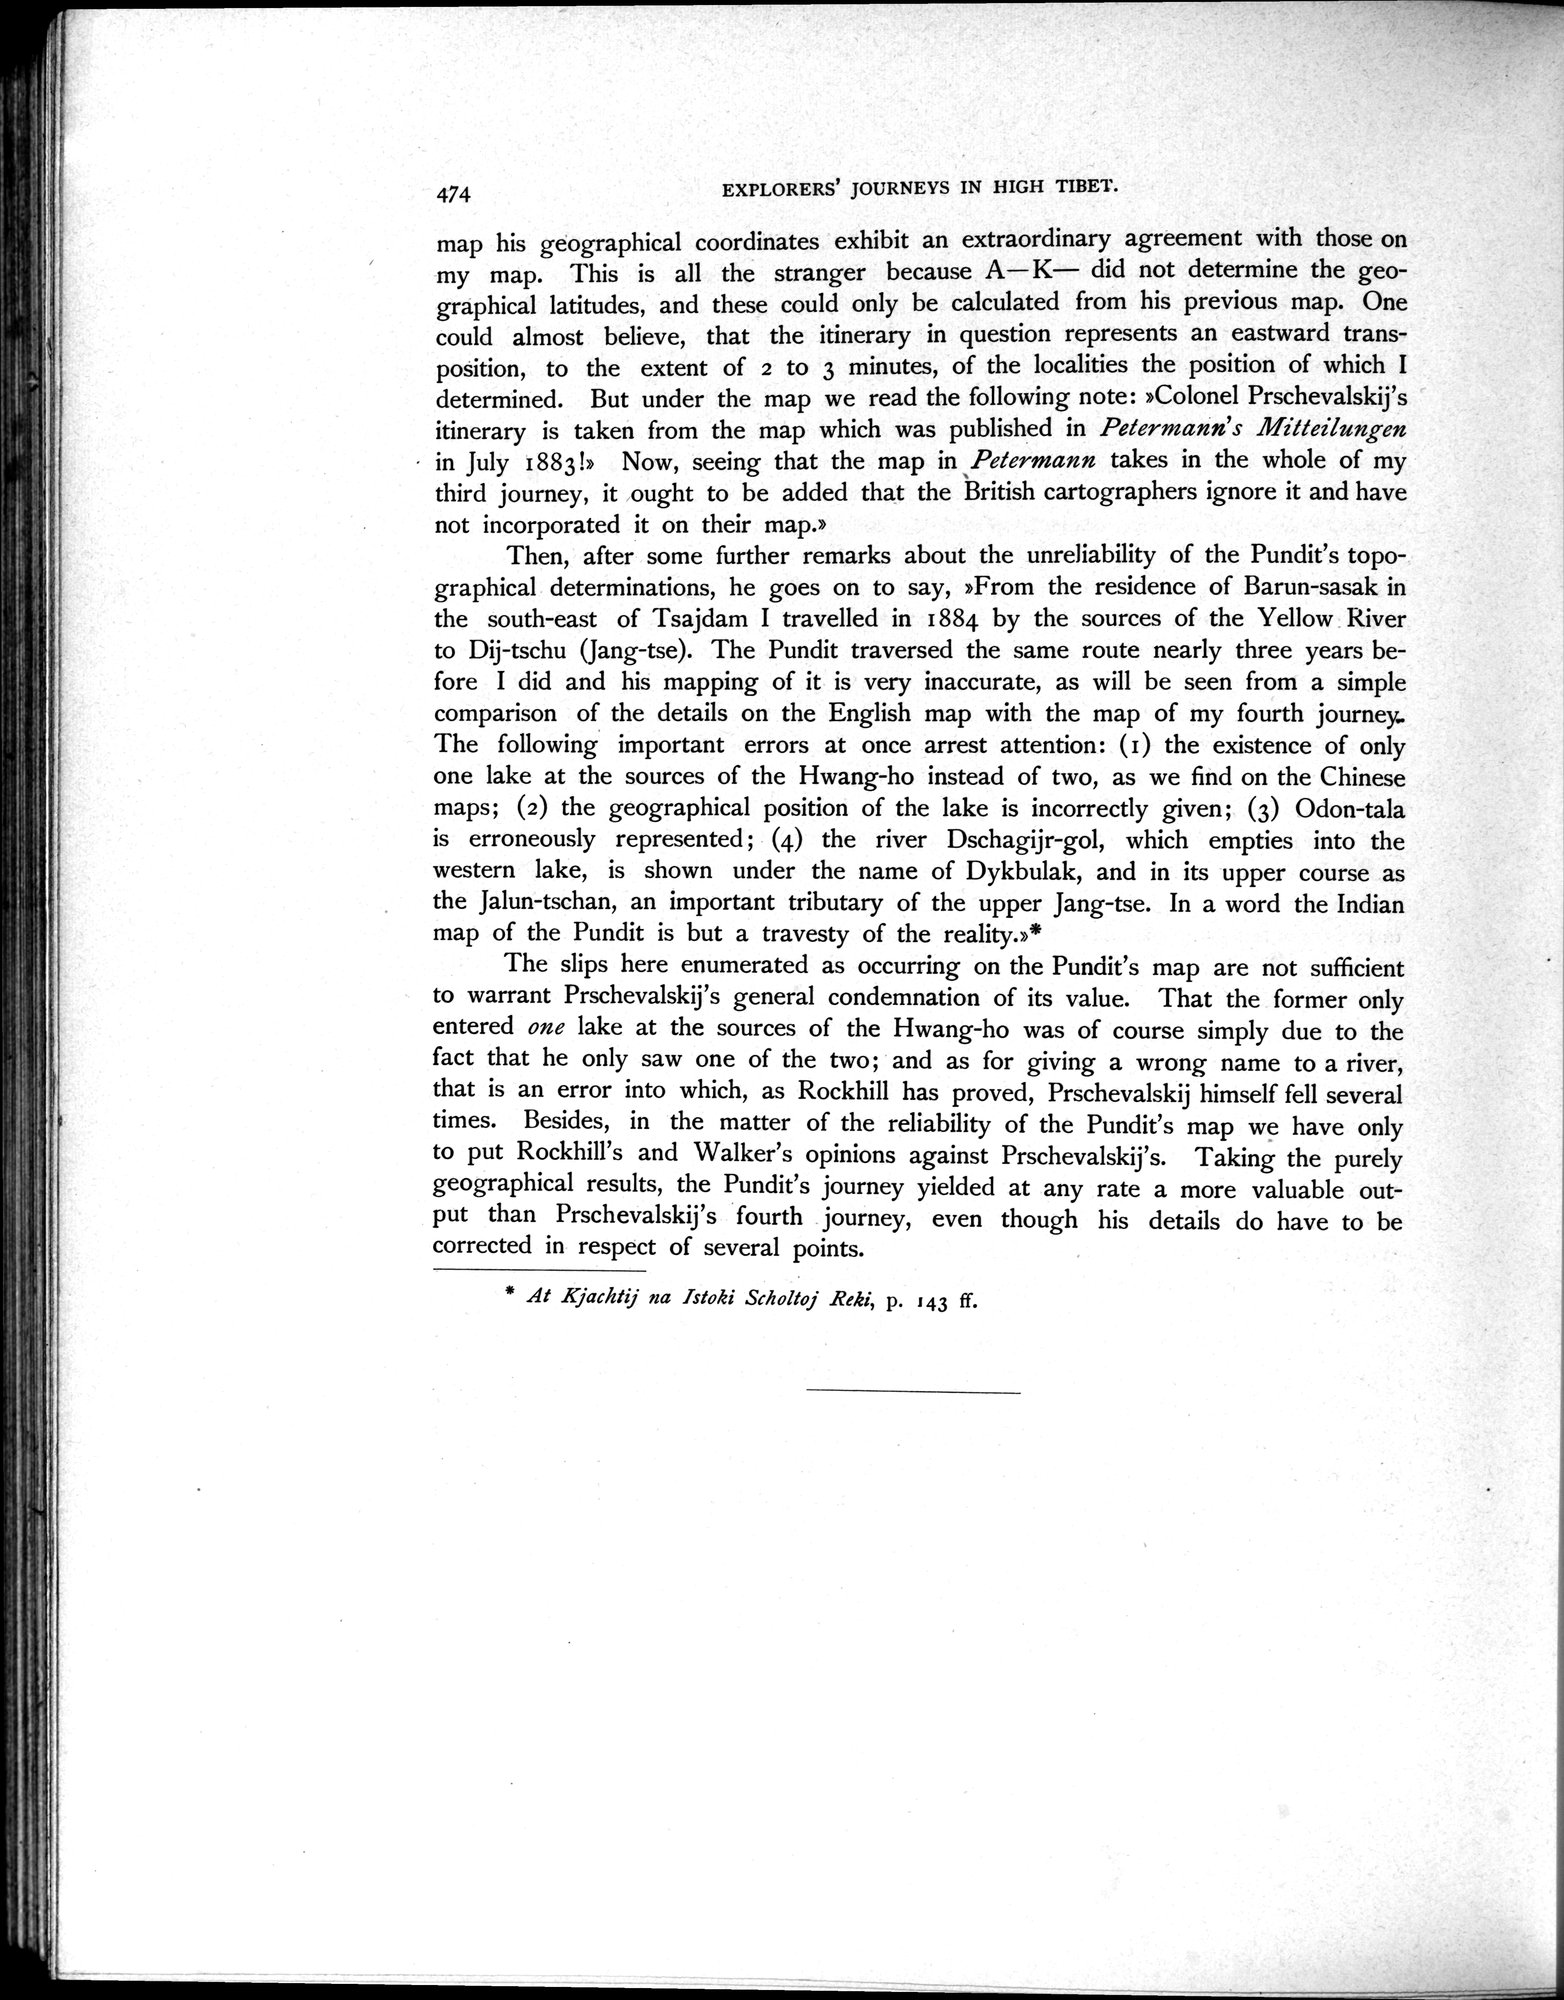 474
EXPLORERS' JOURNEYS IN HIGH TIBET.
map his geographical coordinates exhibit an extraordinary agreement with those on
my map. This is all the stranger because A—K— did not determine the geo-
graphical latitudes, and these could only be calculated from his previous map. One
could almost believe, that the itinerary in question represents an eastward trans-
position, to the extent of 2 to 3 minutes, of the localities the position of which I
determined. But under the map we read the following note: »Colonel Prschevalskij's
itinerary is taken from the map which was published in Petermann's Mitteilungen
in July 1883!» Now, seeing that the map in Petermann takes in the whole of my
third journey, it ought to be added that the British cartographers ignore it and have
not incorporated it on their map.»
Then, after some further remarks about the unreliability of the Pundit's topo-
graphical determinations, he goes on to say, »From the residence of Barun-sasak in
the south-east of Tsajdam I travelled in 1884 by the sources of the Yellow River
to Dij-tschu (Jang-tse). The Pundit traversed the same route nearly three years be-
fore I did and his mapping of it is very inaccurate, as will be seen from a simple
comparison of the details on the English map with the map of my fourth journey.
The following important errors at once arrest attention: (1) the existence of only
one lake at the sources of the Hwang-ho instead of two, as we find on the Chinese
maps; (2) the geographical position of the lake is incorrectly given; (3) Odon-tala
is erroneously represented; (4) the river Dschagijr-gol, which empties into the
western lake, is shown under the name of Dykbulak, and in its upper course as
the Jalun-tschan, an important tributary of the upper Jang-tse. In a word the Indian
map of the Pundit is but a travesty of the reality.»*
The slips here enumerated as occurring on the Pundit's map are not sufficient
to warrant Prschevalskij's general condemnation of its value. That the former only
entered one lake at the sources of the Hwang-ho was of course simply due to the
fact that he only saw one of the two; and as for giving a wrong name to a river,
that is an error into which, as Rockhill has proved, Prschevalskij himself fell several
times. Besides, in the matter of the reliability of the Pundit's map we have only
to put Rockhill's and Walker's opinions against Prschevalskij's. Taking the purely
geographical results, the Pundit's journey yielded at any rate a more valuable out-
put than Prschevalskij's fourth journey, even though his details do have to be
corrected in respect of several points.
* At Kjachtij na Istoki Scholtoj Reki, p. 143 ff.